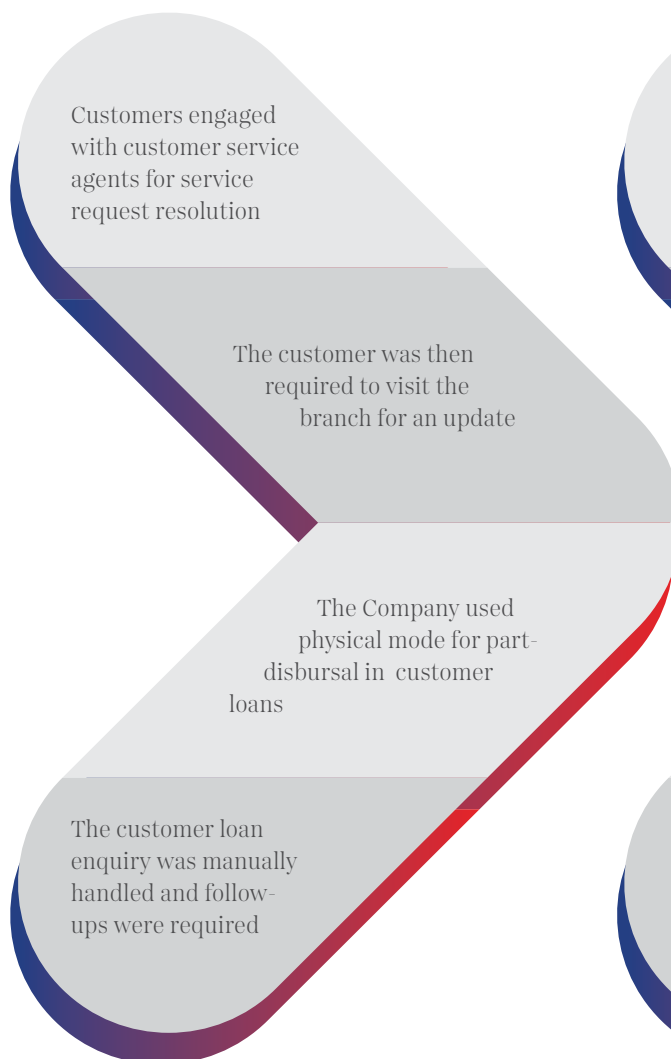 Customers engaged
with customer service
agents for service
request resolution
The customer was then
required to visit the
branch for an update
The Company used
physical mode for part-
disbursal in  customer
loans
The customer loan
enquiry was manually
handled and follow-
ups were required